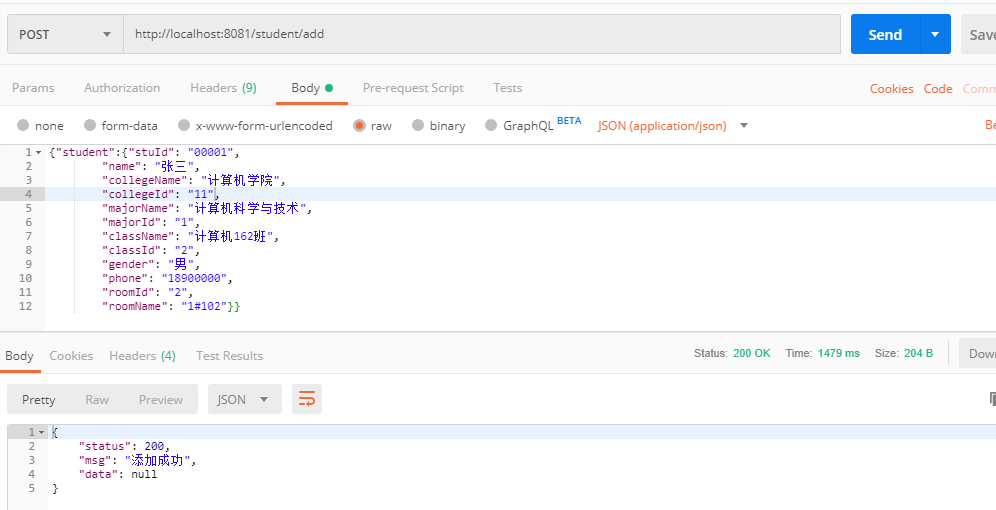 POST http://localhost:8081/student/add Send Save
Params Authorization Headers (9) Body Pre-request Script Tests Cookies Code Comm
none form-data x-www-form-urlencoded raw binary GraphQL BETA JSON (application/json) Be
1 {"student":{"stuId": "00001",
2 "name": "张三",
3 "collegeName": "计算机学院",
4 "collegeId": "11",
5 "majorName": "计算机科学与技术",
6 "majorId": "1",
7 "className": "计算机162班",
8 "classId": "2",
9 "gender": "男",
10 "phone": "18900000",
11 "roomId": "2",
12 "roomName": "1#102"}}
Body Cookies Headers (4) Test Results Status: 200 OK Time: 1479 ms Size: 204 B Down
Pretty Raw Preview JSON
1 {
2 "status": 200,
3 "msg": "添加成功",
4 "data": null
5 }